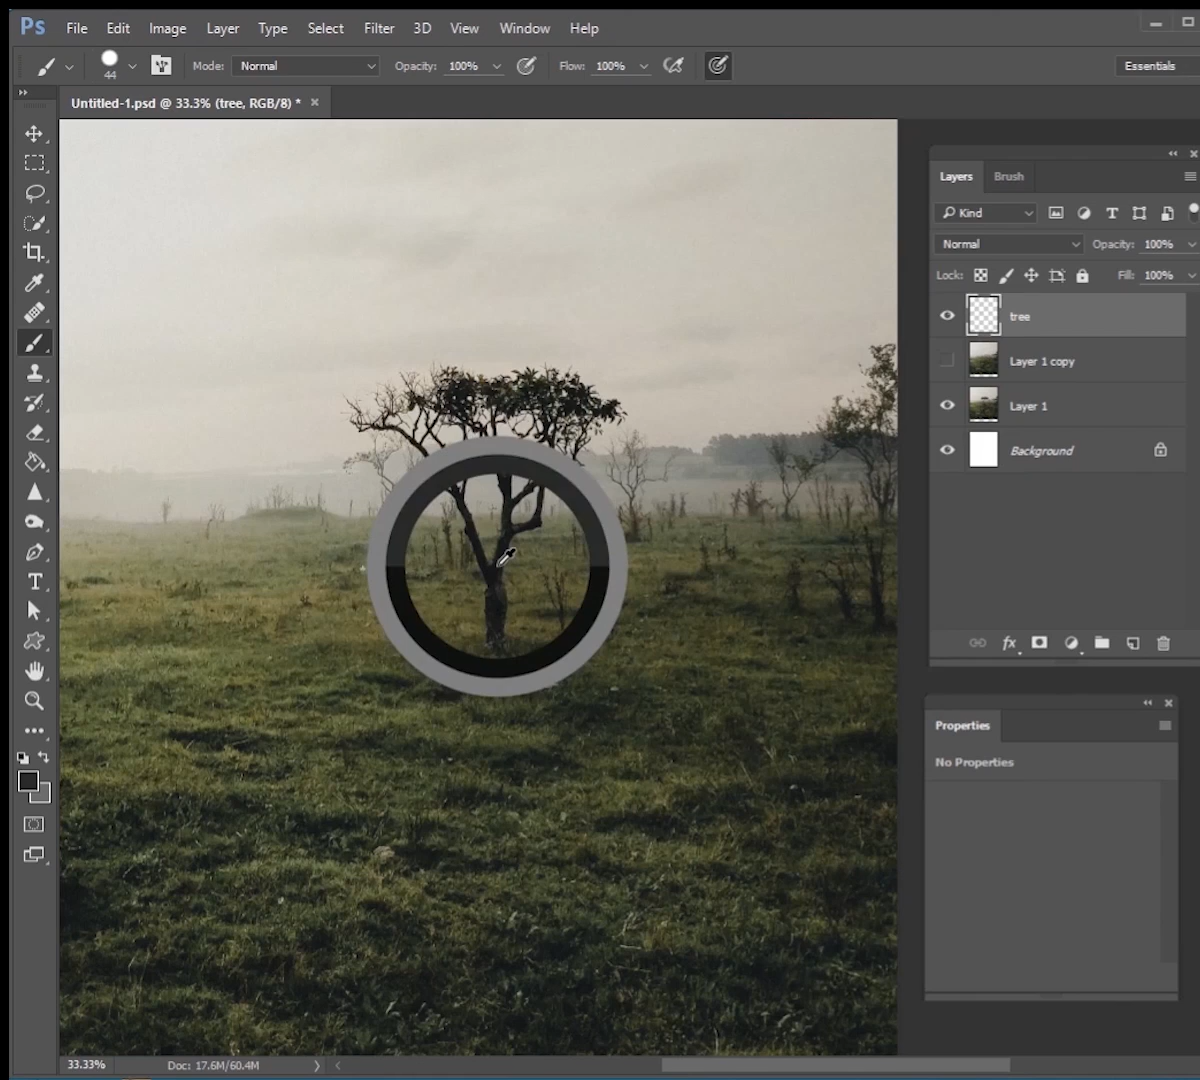 Ps File Edit Image Layer Type Select Filter 3D View Window Help
44 Mode: Normal Opacity: 100% Flow: 100% Essentials
Untitled-1.psd @ 33.3% (tree, RGB/8) *
Layers Brush
Kind
Normal Opacity: 100%
Lock: Fill: 100%
tree
Layer 1 copy
Layer 1
Background
fx
Properties
No Properties
33.33% Doc: 17.6M/60.4M